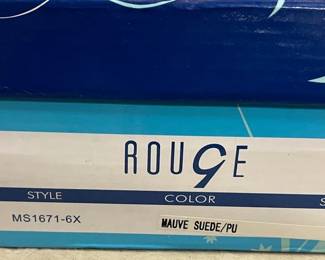 ROUGE
STYLE COLOR S
MS1671-6X MAUVE SUEDE/PU